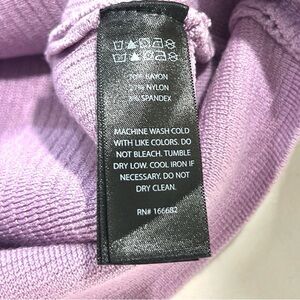 70% RAYON
27% NYLON
3% SPANDEX
MACHINE WASH COLD
WITH LIKE COLORS. DO
NOT BLEACH. TUMBLE
DRY LOW. COOL IRON IF
NECESSARY. DO NOT
DRY CLEAN.
RN# 166682